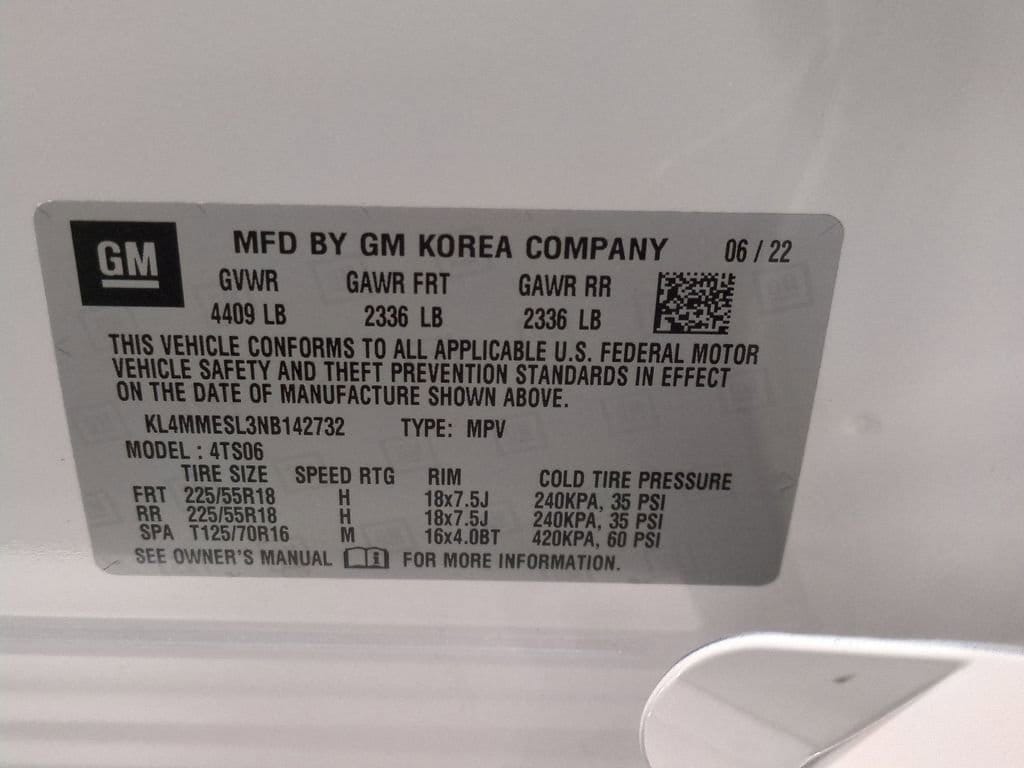 GM
MFD BY GM KOREA COMPANY 06 / 22
GVWR GAWR FRT GAWR RR
4409 LB 2336 LB 2336 LB
THIS VEHICLE CONFORMS TO ALL APPLICABLE U.S. FEDERAL MOTOR
VEHICLE SAFETY AND THEFT PREVENTION STANDARDS IN EFFECT
ON THE DATE OF MANUFACTURE SHOWN ABOVE.
KL4MMESL3NB142732 TYPE: MPV
MODEL : 4TS06
TIRE SIZE SPEED RTG RIM COLD TIRE PRESSURE
FRT 225/55R18 H 18x7.5J 240KPA, 35 PSI
RR 225/55R18 H 18x7.5J 240KPA, 35 PSI
SPA T125/70R16 M 16x4.0BT 420KPA, 60 PSI
SEE OWNER'S MANUAL FOR MORE INFORMATION.